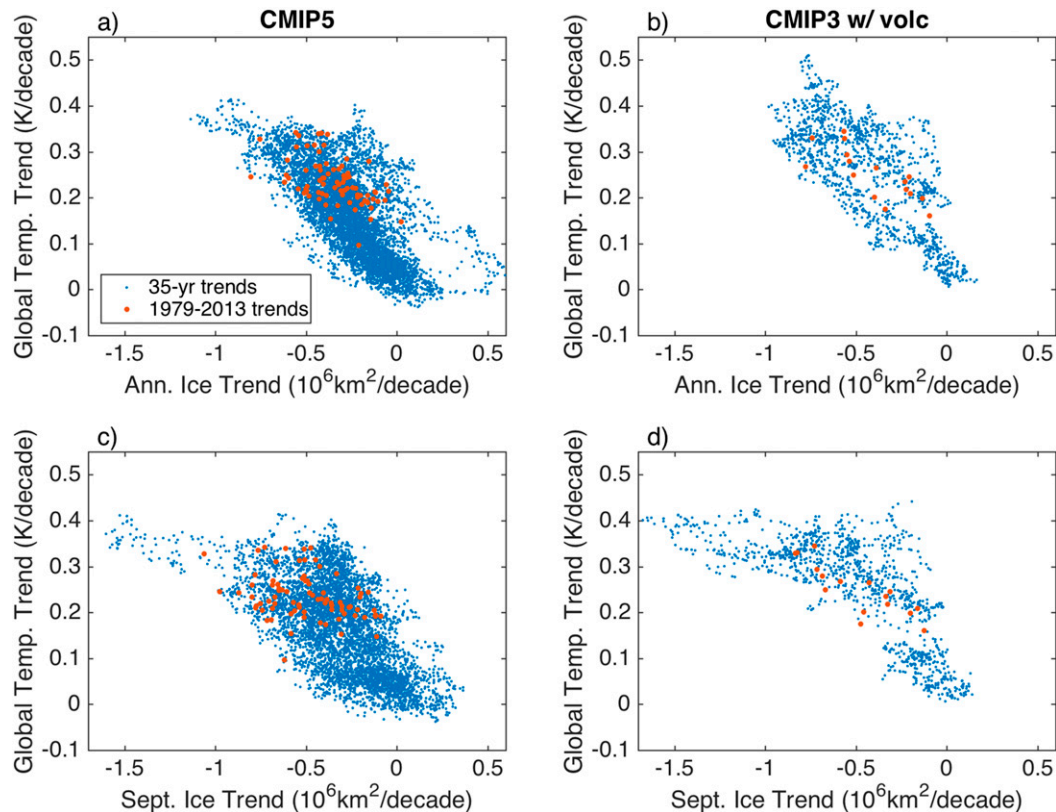 CMIP5
CMIP3 w/ volc
a)
b)
0.5
0.4
0.3
0.2
0.1
0
-0.1
Global Temp. Trend (K/decade)
35-yr trends
1979-2013 trends
-1.5 -1 -0.5 0 0.5
Ann. Ice Trend (10⁶km²/decade)
0.5
0.4
0.3
0.2
0.1
0
-0.1
Global Temp. Trend (K/decade)
-1.5 -1 -0.5 0 0.5
Ann. Ice Trend (10⁶km²/decade)
c)
d)
0.5
0.4
0.3
0.2
0.1
0
-0.1
Global Temp. Trend (K/decade)
-1.5 -1 -0.5 0 0.5
Sept. Ice Trend (10⁶km²/decade)
0.5
0.4
0.3
0.2
0.1
0
-0.1
Global Temp. Trend (K/decade)
-1.5 -1 -0.5 0 0.5
Sept. Ice Trend (10⁶km²/decade)